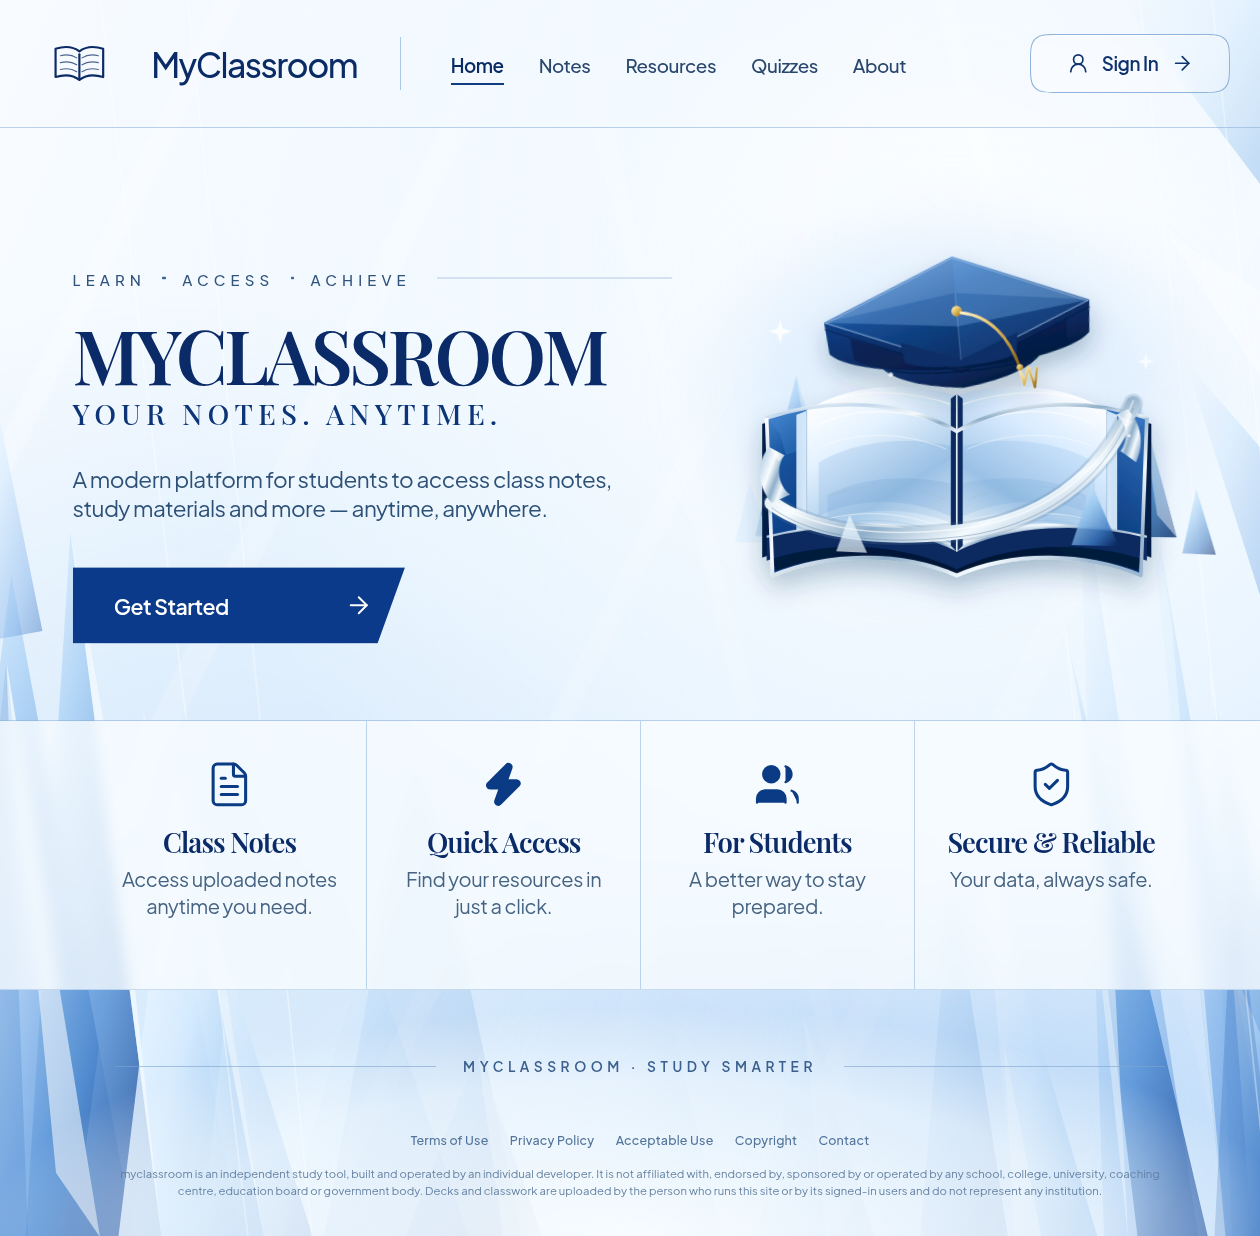 MyClassroom
Home
Notes
Resources
Quizzes
About
Sign In
LEARN · ACCESS · ACHIEVE
MYCLASSROOM
YOUR NOTES. ANYTIME.
A modern platform for students to access class notes,
study materials and more — anytime, anywhere.
Get Started
Class Notes
Access uploaded notes
anytime you need.
Quick Access
Find your resources in
just a click.
For Students
A better way to stay
prepared.
Secure & Reliable
Your data, always safe.
MYCLASSROOM · STUDY SMARTER
Terms of Use
Privacy Policy
Acceptable Use
Copyright
Contact
myclassroom is an independent study tool, built and operated by an individual developer. It is not affiliated with, endorsed by, sponsored by or operated by any school, college, university, coaching
centre, education board or government body. Decks and classwork are uploaded by the person who runs this site or by its signed-in users and do not represent any institution.